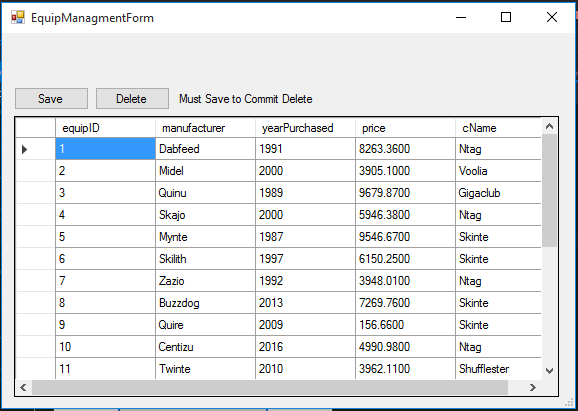 EquipManagmentForm
Save Delete Must Save to Commit Delete
equipID manufacturer yearPurchased price cName
1 Dabfeed 1991 8263.3600 Ntag
2 Midel 2000 3905.1000 Voolia
3 Quinu 1989 9679.8700 Gigaclub
4 Skajo 2000 5946.3800 Ntag
5 Mynte 1987 9546.6700 Skinte
6 Skilith 1997 6150.2500 Skinte
7 Zazio 1992 3948.0100 Ntag
8 Buzzdog 2013 7269.7600 Skinte
9 Quire 2009 156.6600 Skinte
10 Centizu 2016 4990.9800 Ntag
11 Twinte 2010 3962.1100 Shufflester